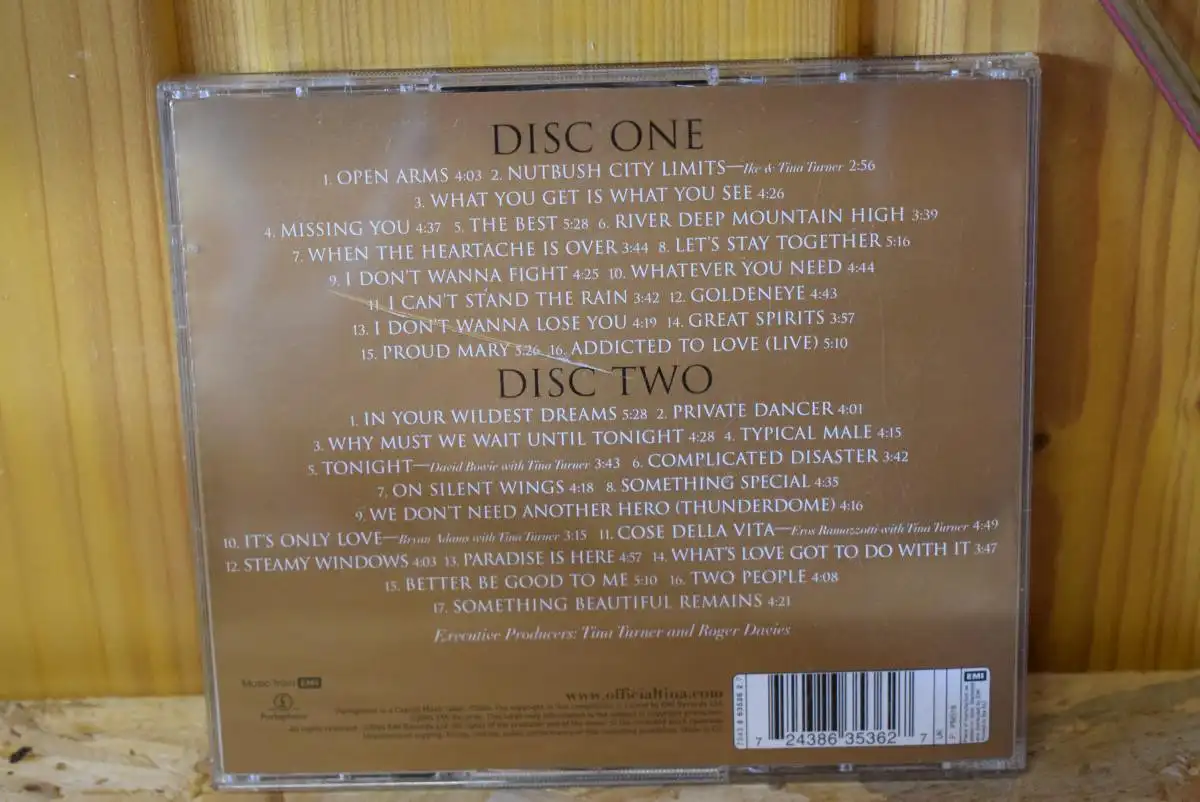 DISC ONE
1. OPEN ARMS 4:03 2. NUTBUSH CITY LIMITS—Ike & Tina Turner 2:56
3. WHAT YOU GET IS WHAT YOU SEE 4:26
4. MISSING YOU 4:37 5. THE BEST 5:28 6. RIVER DEEP MOUNTAIN HIGH 3:39
7. WHEN THE HEARTACHE IS OVER 3:44 8. LET'S STAY TOGETHER 5:16
9. I DON'T WANNA FIGHT 4:25 10. WHATEVER YOU NEED 4:44
11. I CAN'T STAND THE RAIN 3:42 12. GOLDENEYE 4:43
13. I DON'T WANNA LOSE YOU 4:19 14. GREAT SPIRITS 3:57
15. PROUD MARY 5:26 16. ADDICTED TO LOVE (LIVE) 5:10
DISC TWO
1. IN YOUR WILDEST DREAMS 5:28 2. PRIVATE DANCER 4:01
3. WHY MUST WE WAIT UNTIL TONIGHT 4:28 4. TYPICAL MALE 4:15
5. TONIGHT—David Bowie with Tina Turner 3:43 6. COMPLICATED DISASTER 3:42
7. ON SILENT WINGS 4:18 8. SOMETHING SPECIAL 4:35
9. WE DON'T NEED ANOTHER HERO (THUNDERDOME) 4:16
10. IT'S ONLY LOVE—Bryan Adams with Tina Turner 3:15 11. COSE DELLA VITA—Eros Ramazzotti with Tina Turner 4:49
12. STEAMY WINDOWS 4:03 13. PARADISE IS HERE 4:57 14. WHAT'S LOVE GOT TO DO WITH IT 3:47
15. BETTER BE GOOD TO ME 5:10 16. TWO PEOPLE 4:08
17. SOMETHING BEAUTIFUL REMAINS 4:21
Executive Producers: Tina Turner and Roger Davies
Music from EMI
Parlophone
www.officialtina.com
7243 8 63536 2 7
7 24386 35362 7
UK
EMI